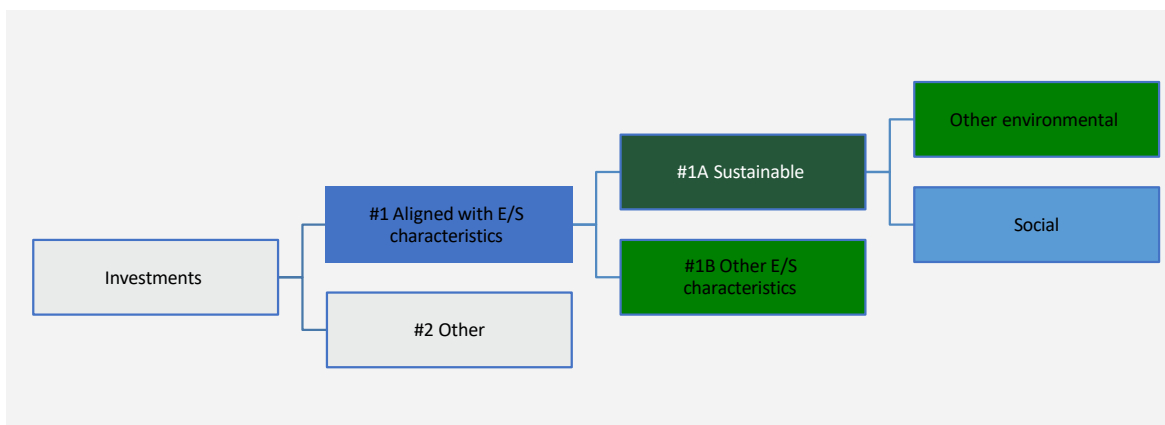 Investments
#1 Aligned with E/S
characteristics
#2 Other
#1A Sustainable
#1B Other E/S
characteristics
Other environmental
Social